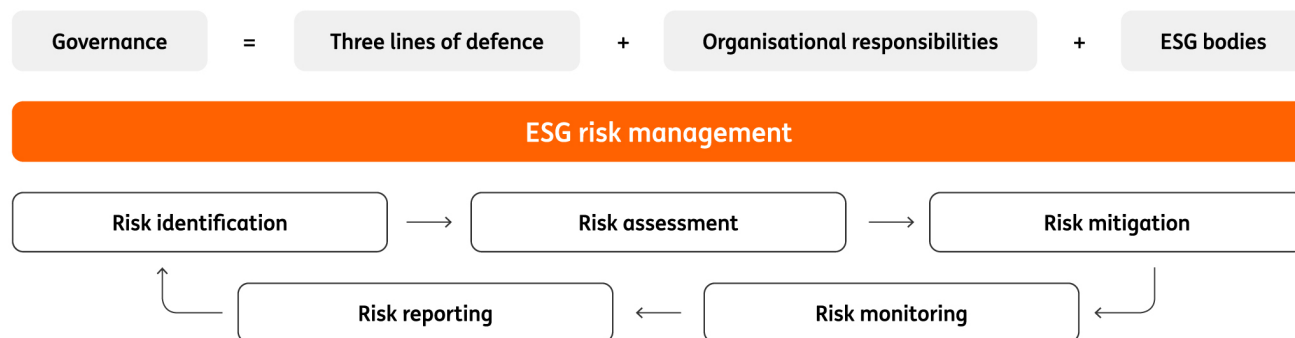 Governance = Three lines of defence + Organisational responsibilities + ESG bodies
ESG risk management
Risk identification Risk assessment Risk mitigation
Risk reporting Risk monitoring